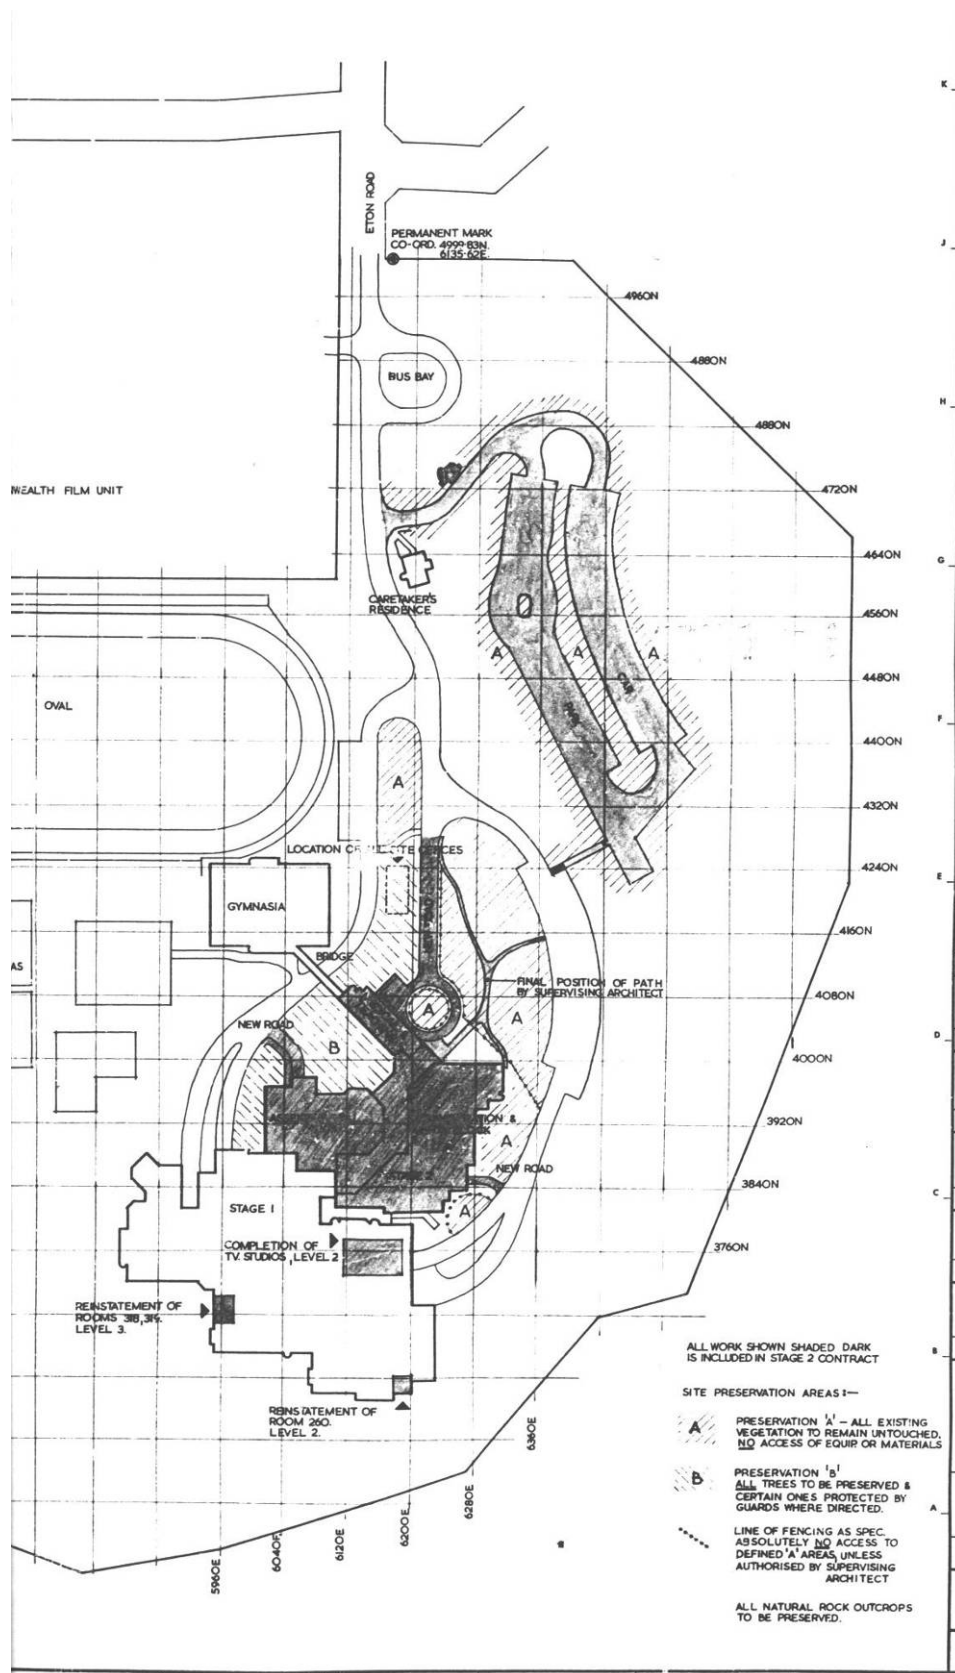 K
ETON ROAD
PERMANENT MARK
CO-ORD. 4999·83N.
6135·62E.
J
4960N
BUS BAY
4880N
H
4880N
WEALTH FILM UNIT
4720N
4640N
G
CARETAKER'S
RESIDENCE
4560N
A
A
A
4480N
OVAL
CAR
F
4400N
A
4320N
LOCATION OF SITE OFFICES
4240N
E
GYMNASIA
NEW ROAD
4160N
BRIDGE
AS
FINAL POSITION OF PATH
BY SUPERVISING ARCHITECT
4080N
A
A
NEW ROAD
D
B
4000N
3920N
A
NEW ROAD
3840N
C
STAGE 1
A
COMPLETION OF
T.V. STUDIOS, LEVEL 2
3760N
REINSTATEMENT OF
ROOMS 318, 319.
LEVEL 3.
B
ALL WORK SHOWN SHADED DARK
IS INCLUDED IN STAGE 2 CONTRACT
SITE PRESERVATION AREAS :—
REINSTATEMENT OF
ROOM 260.
LEVEL 2.
A
PRESERVATION 'A' — ALL EXISTING
VEGETATION TO REMAIN UNTOUCHED.
NO ACCESS OF EQUIP. OR MATERIALS
B
PRESERVATION 'B'
ALL TREES TO BE PRESERVED &
CERTAIN ONES PROTECTED BY
GUARDS WHERE DIRECTED.
A
LINE OF FENCING AS SPEC.
ABSOLUTELY NO ACCESS TO
DEFINED 'A' AREAS, UNLESS
AUTHORISED BY SUPERVISING
ARCHITECT
ALL NATURAL ROCK OUTCROPS
TO BE PRESERVED.
5960E
6040E
6120E
6200E
6280E
6360E